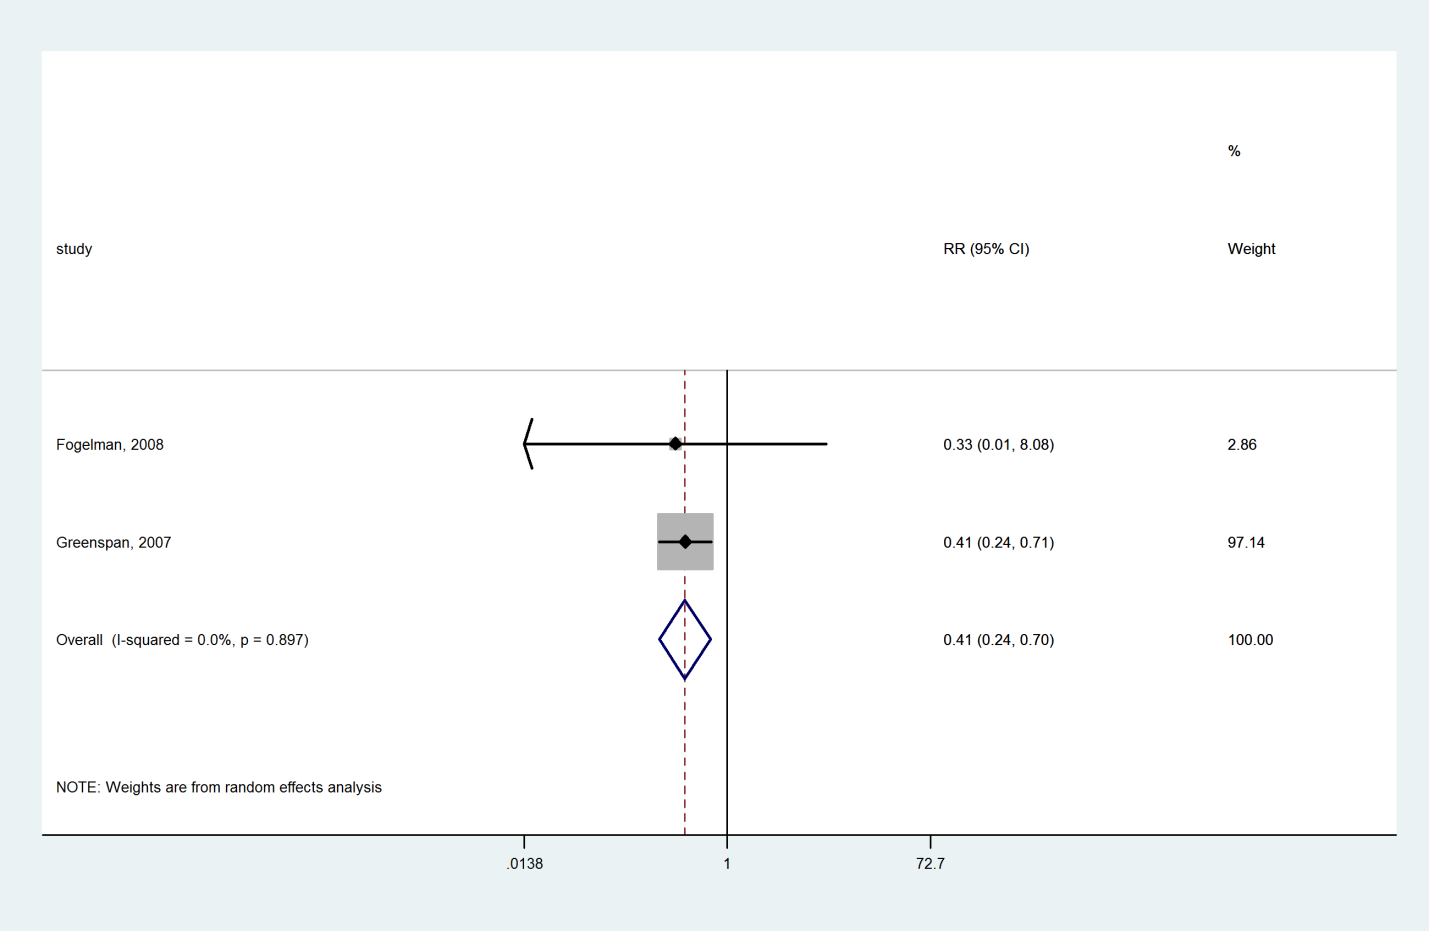 %
study RR (95% CI) Weight
Fogelman, 2008 0.33 (0.01, 8.08) 2.86
Greenspan, 2007 0.41 (0.24, 0.71) 97.14
Overall  (I-squared = 0.0%, p = 0.897) 0.41 (0.24, 0.70) 100.00
NOTE: Weights are from random effects analysis
.0138 1 72.7